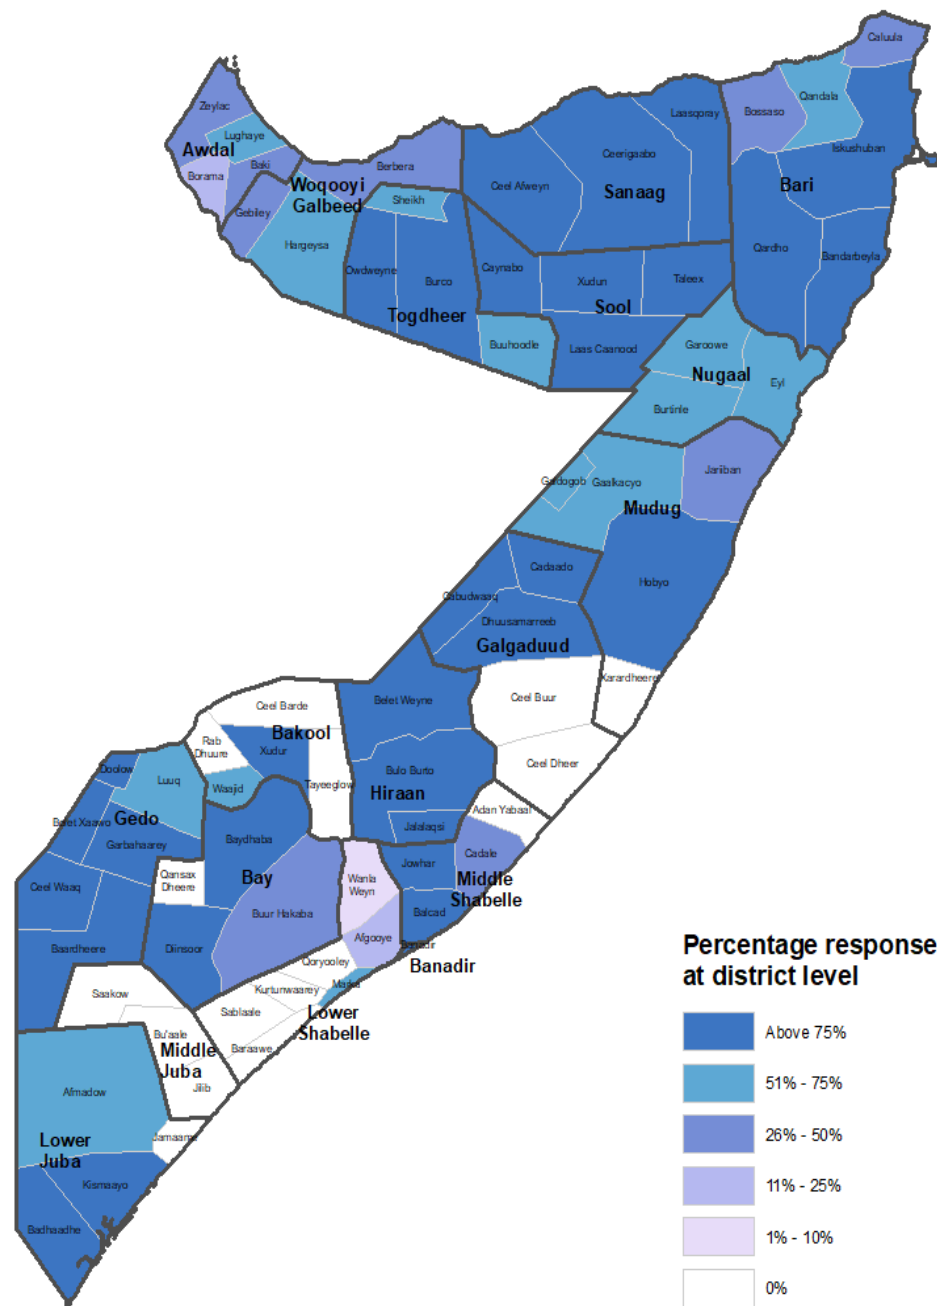 Caluula
Zeylac
Qandala
Bossaso
Laasqoray
Lughaye
Iskushuban
Awdal
Ceerigaabo
Baki
Berbera
Borama
Woqooyi
Galbeed
Ceel Afweyn
Sanaag
Bari
Sheikh
Gebiley
Hargeysa
Qardho
Bandarbeyla
Owdweyne
Caynabo
Burco
Xudun
Taleex
Sool
Togdheer
Buuhoodle
Laas Caanood
Garoowe
Nugaal
Eyl
Burtinle
Jariiban
Galdogob
Gaalkacyo
Mudug
Cadaado
Hobyo
Cabudwaaq
Dhuusamarreeb
Galgaduud
Xarardheere
Belet Weyne
Ceel Buur
Ceel Barde
Bakool
Rab
Dhuure
Xudur
Ceel Dheer
Doolow
Luuq
Bulo Burto
Waajid
Tayeeglow
Hiraan
Adan Yabaal
Belet Xaawo
Gedo
Jalalaqsi
Garbahaarey
Baydhaba
Cadale
Jowhar
Qansax
Dheere
Bay
Wanla
Weyn
Middle
Shabelle
Ceel Waaq
Buur Hakaba
Balcad
Baardheere
Diinsoor
Afgooye
Banadir
Banadir
Qoryooley
Marka
Saakow
Kurtunwaarey
Sablaale
Lower
Shabelle
Bu'aale
Baraawe
Middle
Juba
Jilib
Afmadow
Jamaame
Lower
Juba
Kismaayo
Badhaadhe
Percentage response
at district level
Above 75%
51% - 75%
26% - 50%
11% - 25%
1% - 10%
0%